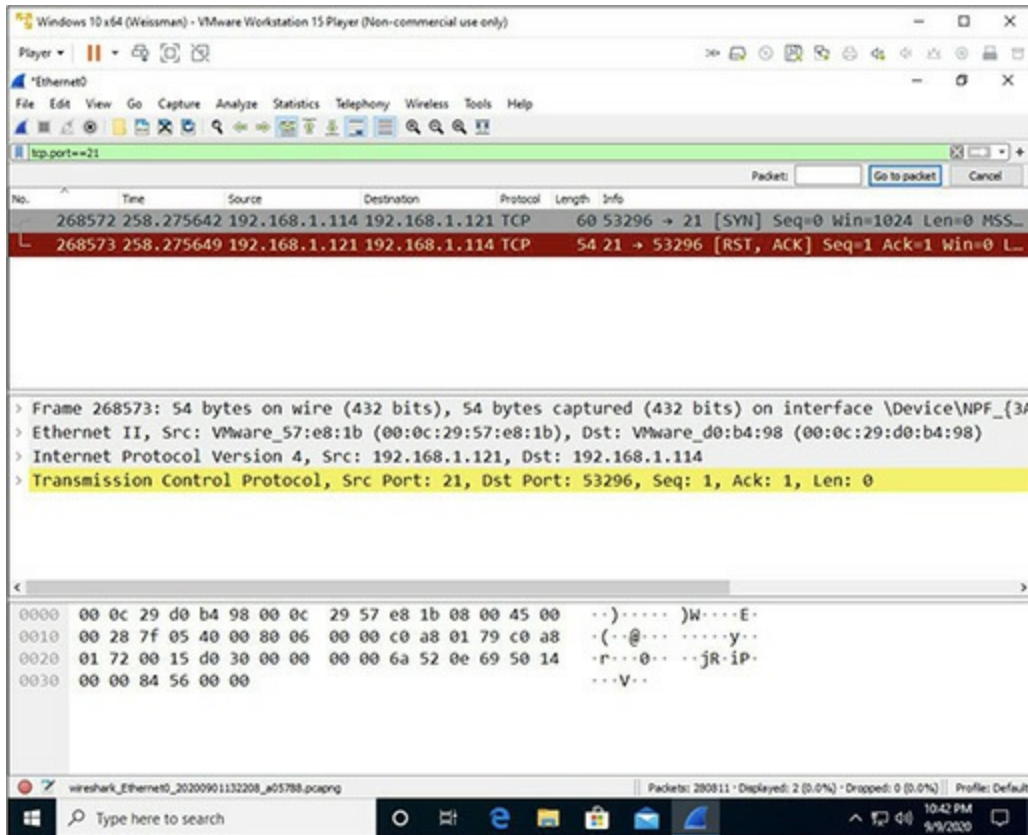 Windows 10 x64 (Weissman) - VMware Workstation 15 Player (Non-commercial use only)
Player
*Ethernet0
File Edit View Go Capture Analyze Statistics Telephony Wireless Tools Help
tcp.port==21
Packet: Go to packet Cancel
No. Time Source Destination Protocol Length Info
268572 258.275642 192.168.1.114 192.168.1.121 TCP 60 53296 → 21 [SYN] Seq=0 Win=1024 Len=0 MSS…
268573 258.275649 192.168.1.121 192.168.1.114 TCP 54 21 → 53296 [RST, ACK] Seq=1 Ack=1 Win=0 L…
Frame 268573: 54 bytes on wire (432 bits), 54 bytes captured (432 bits) on interface \Device\NPF_{3A
Ethernet II, Src: VMware_57:e8:1b (00:0c:29:57:e8:1b), Dst: VMware_d0:b4:98 (00:0c:29:d0:b4:98)
Internet Protocol Version 4, Src: 192.168.1.121, Dst: 192.168.1.114
Transmission Control Protocol, Src Port: 21, Dst Port: 53296, Seq: 1, Ack: 1, Len: 0
0000 00 0c 29 d0 b4 98 00 0c 29 57 e8 1b 08 00 45 00 ··)····· )W····E·
0010 00 28 7f 05 40 00 80 06 00 00 c0 a8 01 79 c0 a8 ·(··@··· ·····y··
0020 01 72 00 15 d0 30 00 00 00 00 6a 52 0e 69 50 14 ·r···0·· ··jR·iP·
0030 00 00 84 56 00 00 ···V··
wireshark_Ethernet0_20200901132208_a05788.pcapng Packets: 280811 · Displayed: 2 (0.0%) · Dropped: 0 (0.0%) Profile: Default
Type here to search
10:42 PM
9/9/2020